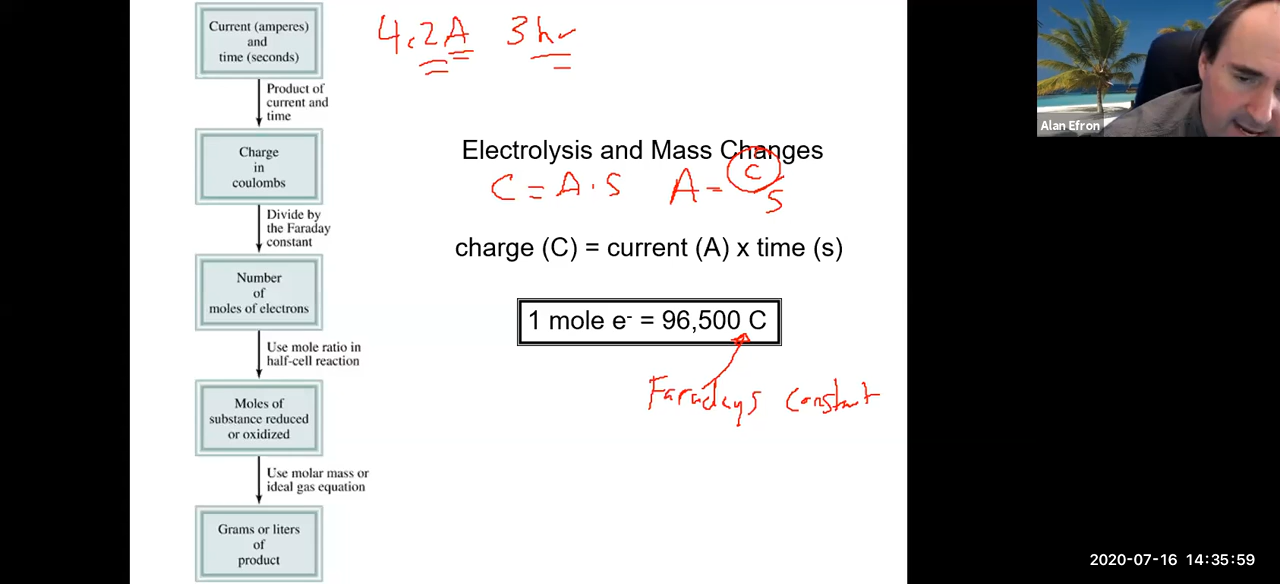 Current (amperes)
and
time (seconds)
Product of
current and
time
Charge
in
coulombs
Divide by
the Faraday
constant
Number
of
moles of electrons
Use mole ratio in
half-cell reaction
Moles of
substance reduced
or oxidized
Use molar mass or
ideal gas equation
Grams or liters
of
product
4.2A 3 hr
Electrolysis and Mass Changes
C = A · S A = C/S
charge (C) = current (A) x time (s)
1 mole e⁻ = 96,500 C
Faradays constant
Alan Efron
2020-07-16 14:35:59